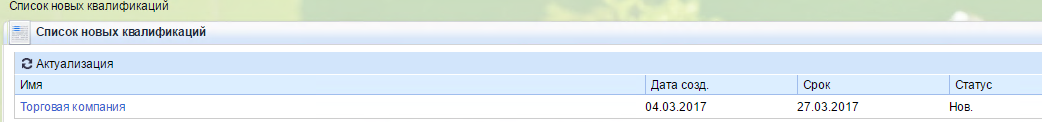 Список новых квалификаций
Список новых квалификаций
Актуализация
Имя Дата созд. Срок Статус
Торговая компания 04.03.2017 27.03.2017 Нов.